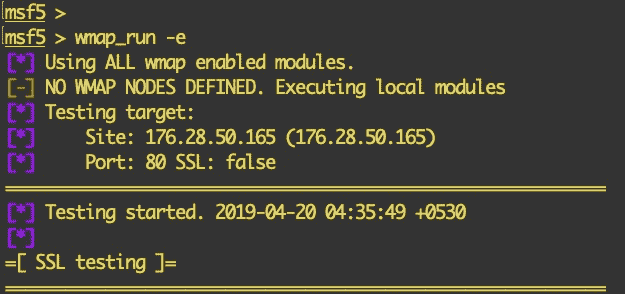 msf5 >
msf5 > wmap_run -e
[*] Using ALL wmap enabled modules.
[-] NO WMAP NODES DEFINED. Executing local modules
[*] Testing target:
[*]     Site: 176.28.50.165 (176.28.50.165)
[*]     Port: 80 SSL: false
============================================================
[*] Testing started. 2019-04-20 04:35:49 +0530
[*]
=[ SSL testing ]=
============================================================